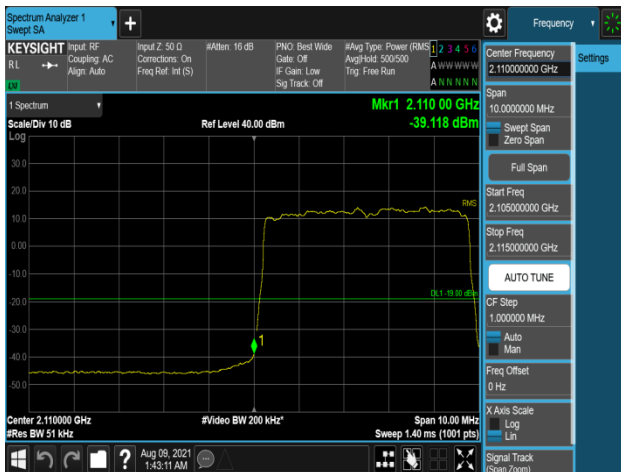 Spectrum Analyzer 1
Swept SA
Frequency
KEYSIGHT
RL
LXI
Input: RF
Coupling: AC
Align: Auto
Input Z: 50 Ω
Corrections: On
Freq Ref: Int (S)
#Atten: 16 dB
PNO: Best Wide
Gate: Off
IF Gain: Low
Sig Track: Off
#Avg Type: Power (RMS
Avg|Hold: 500/500
Trig: Free Run
1 2 3 4 5 6
A W W W W W
A N N N N N
1 Spectrum
Scale/Div 10 dB
Log
Ref Level 40.00 dBm
Mkr1 2.110 00 GHz
-39.118 dBm
30.0
20.0
10.0
0.00
-10.0
-20.0
-30.0
-40.0
-50.0
RMS
DL1 -19.00 dBm
1
Center 2.110000 GHz
#Res BW 51 kHz
#Video BW 200 kHz*
Span 10.00 MHz
Sweep 1.40 ms (1001 pts)
Aug 09, 2021
1:43:11 AM
?
Center Frequency
2.110000000 GHz
Settings
Span
10.0000000 MHz
Swept Span
Zero Span
Full Span
Start Freq
2.105000000 GHz
Stop Freq
2.115000000 GHz
AUTO TUNE
CF Step
1.000000 MHz
Auto
Man
Freq Offset
0 Hz
X Axis Scale
Log
Lin
Signal Track
(Span Zoom)